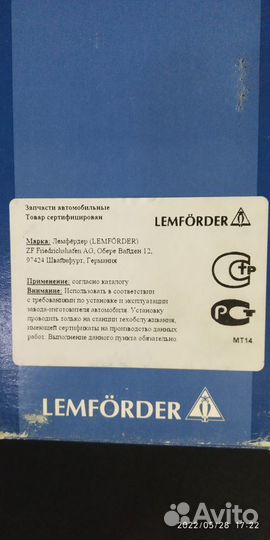 Запчасти автомобильные
Товар сертифицирован
LEMFÖRDER
Марка: Лемфёрдер (LEMFÖRDER)
ZF Friedrichshafen AG, Обере Вайден 12,
97424 Швайнфурт, Германия
Применение: согласно каталогу
Внимание: Использовать в соответствии
с требованиями по установке и эксплуатации
завода-изготовителя автомобиля. Установку
проводить только на станции техобслуживания,
имеющей сертификаты на производство данных
работ. Выполнение данного пункта обязательно.
МТ14
LEMFÖRDER
Avito
2022/05/28 17:22